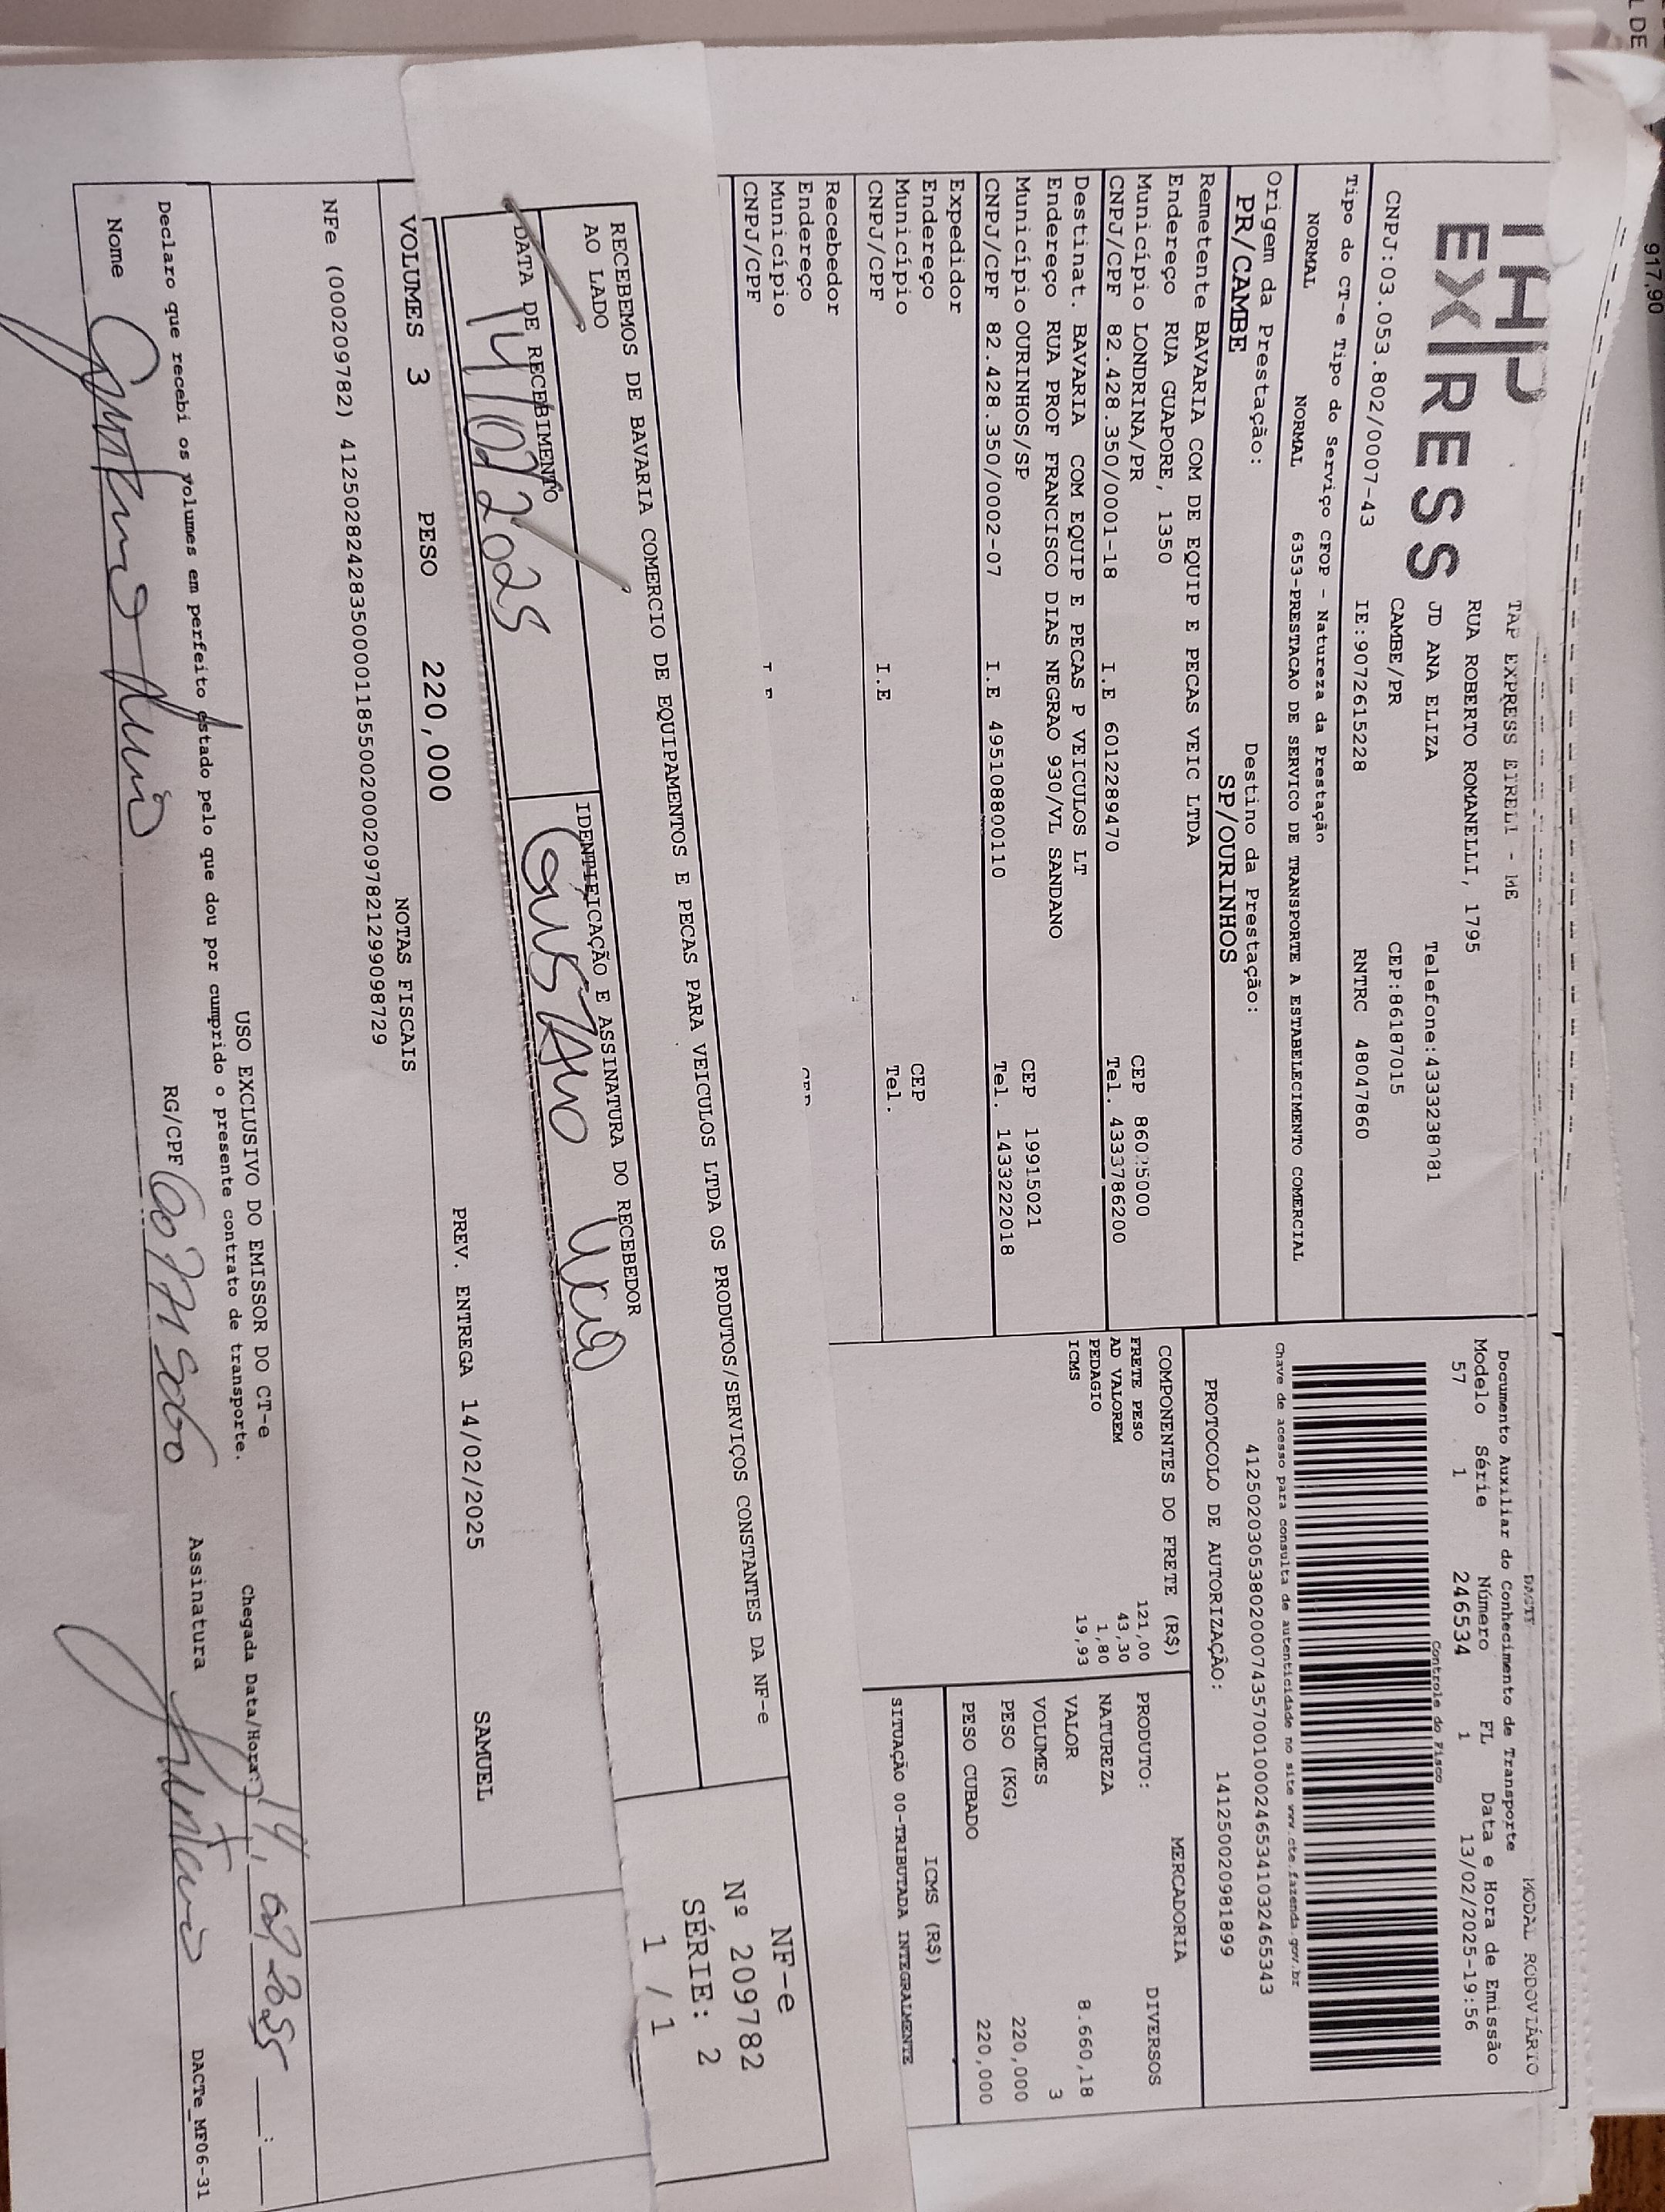 L DE
917,90
EXPRESS
TAP EXPRESS EIRELI - ME
RUA ROBERTO ROMANELLI, 1795
JD ANA ELIZA Telefone:4333238081
CAMBE/PR CEP:86187015
CNPJ:03.053.802/0007-43 IE:9072615228 RNTRC 48047860
Tipo do CT-e Tipo do Serviço CFOP - Natureza da Prestação
NORMAL NORMAL 6353-PRESTACAO DE SERVICO DE TRANSPORTE A ESTABELECIMENTO COMERCIAL
Origem da Prestação: Destino da Prestação:
PR/CAMBE SP/OURINHOS
Remetente BAVARIA COM DE EQUIP E PECAS VEIC LTDA
Endereço RUA GUAPORE, 1350
Município LONDRINA/PR CEP 86025000
CNPJ/CPF 82.428.350/0001-18 I.E 6012289470 Tel. 4333786200
Destinat. BAVARIA COM EQUIP E PECAS P VEICULOS LT
Endereço RUA PROF FRANCISCO DIAS NEGRAO 930/VL SANDANO
Município OURINHOS/SP CEP 19915021
CNPJ/CPF 82.428.350/0002-07 I.E 495108800110 Tel. 1433222018
Expedidor
Endereço
Município CEP
CNPJ/CPF I.E Tel.
Recebedor
Endereço
Município CEP
CNPJ/CPF
DACTE MODAL RODOVIÁRIO
Documento Auxiliar do Conhecimento de Transporte
Modelo Série Número FL Data e Hora de Emissão
57 1 246534 1 13/02/2025-19:56
Controle do Fisco
Chave de acesso para consulta de autenticidade no site www.cte.fazenda.gov.br
41250203053802000743570010002465341032465343
PROTOCOLO DE AUTORIZAÇÃO: 141250020981899
COMPONENTES DO FRETE (R$)
FRETE PESO 121,00
AD VALOREM 43,30
PEDAGIO 1,80
ICMS 19,93
MERCADORIA
PRODUTO: DIVERSOS
NATUREZA
VALOR 8.660,18
VOLUMES 3
PESO (KG) 220,000
PESO CUBADO 220,000
ICMS (R$)
SITUAÇÃO 00-TRIBUTADA INTEGRALMENTE
RECEBEMOS DE BAVARIA COMERCIO DE EQUIPAMENTOS E PECAS PARA VEICULOS LTDA OS PRODUTOS/SERVIÇOS CONSTANTES DA NF-e
AO LADO
DATA DE RECEBIMENTO IDENTIFICAÇÃO E ASSINATURA DO RECEBEDOR
14/02/2025 Gustavo
NF-e
Nº 209782
SÉRIE: 2
1 / 1
VOLUMES 3 PESO 220,000 PREV. ENTREGA 14/02/2025 SAMUEL
NOTAS FISCAIS
NFe (000209782) 41250282428350000118550020002097821299098729
USO EXCLUSIVO DO EMISSOR DO CT-e
Declaro que recebi os volumes em perfeito estado pelo que dou por cumprido o presente contrato de transporte.
Chegada Data/Hora: 14, 02, 2025 __:__
Nome RG/CPF Assinatura
DACTe_MF06-31